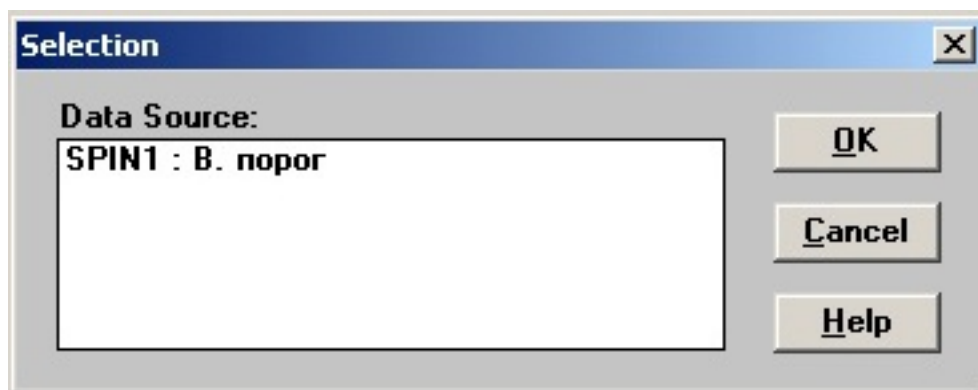 Selection
Data Source:
SPIN1 : В. порог
OK
Cancel
Help